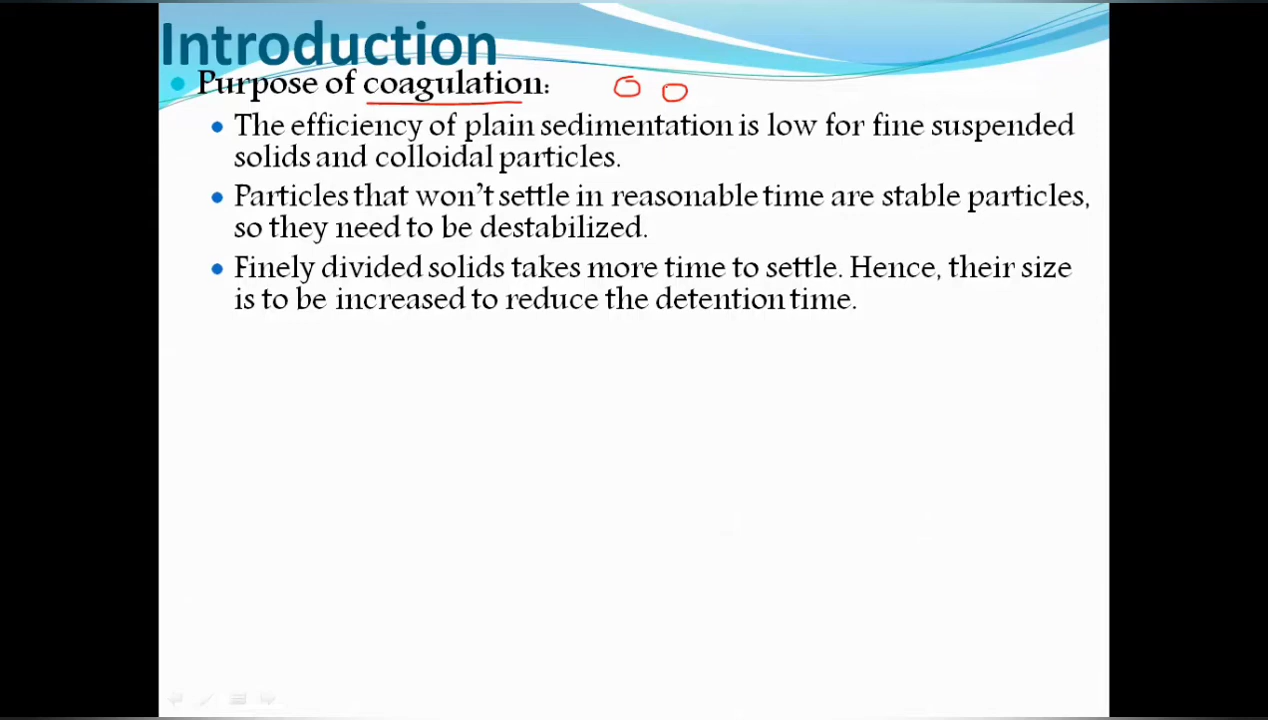 Introduction
Purpose of coagulation:
The efficiency of plain sedimentation is low for fine suspended
solids and colloidal particles.
Particles that won't settle in reasonable time are stable particles,
so they need to be destabilized.
Finely divided solids takes more time to settle. Hence, their size
is to be increased to reduce the detention time.